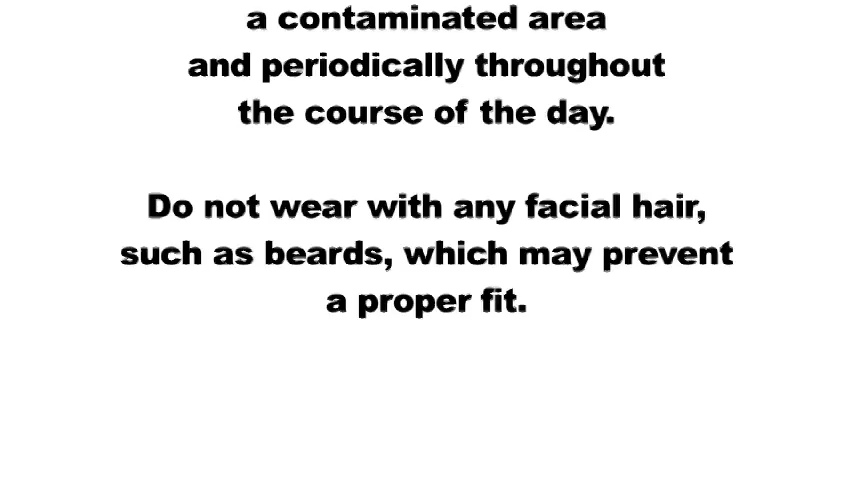 a contaminated area
and periodically throughout
the course of the day.
Do not wear with any facial hair,
such as beards, which may prevent
a proper fit.